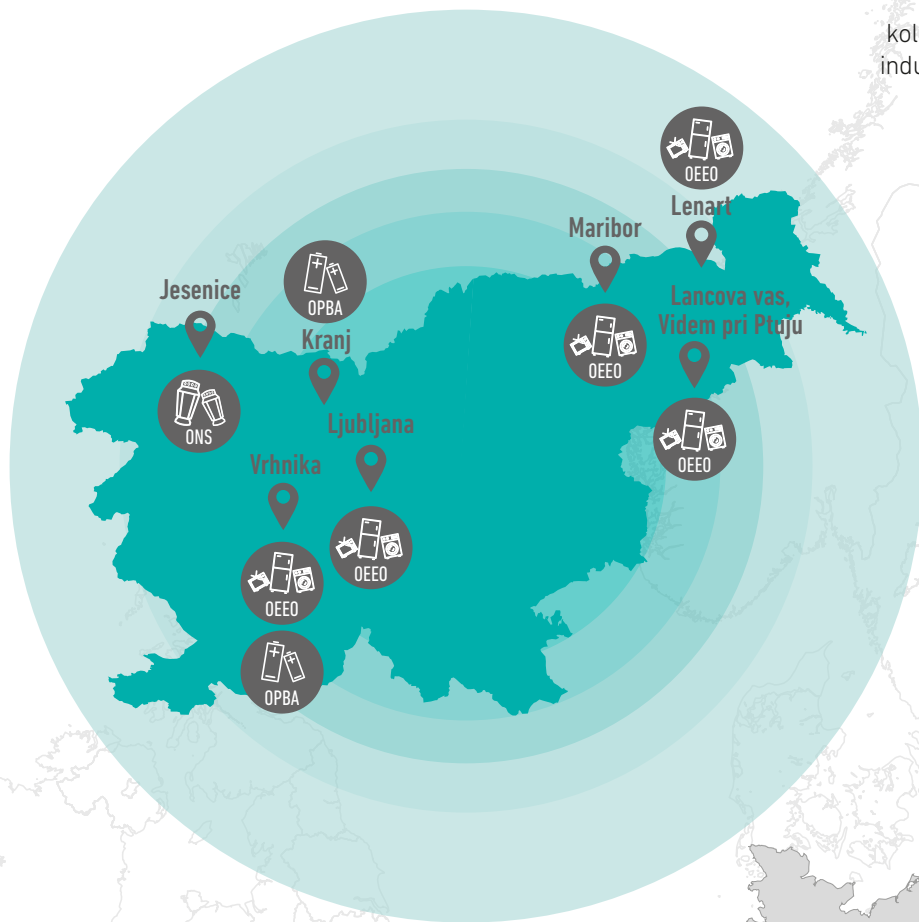 OEEO
Lenart
Maribor
OEEO
Lancova vas,
Videm pri Ptuju
OEEO
OPBA
Kranj
Jesenice
ONS
Ljubljana
OEEO
Vrhnika
OEEO
OPBA